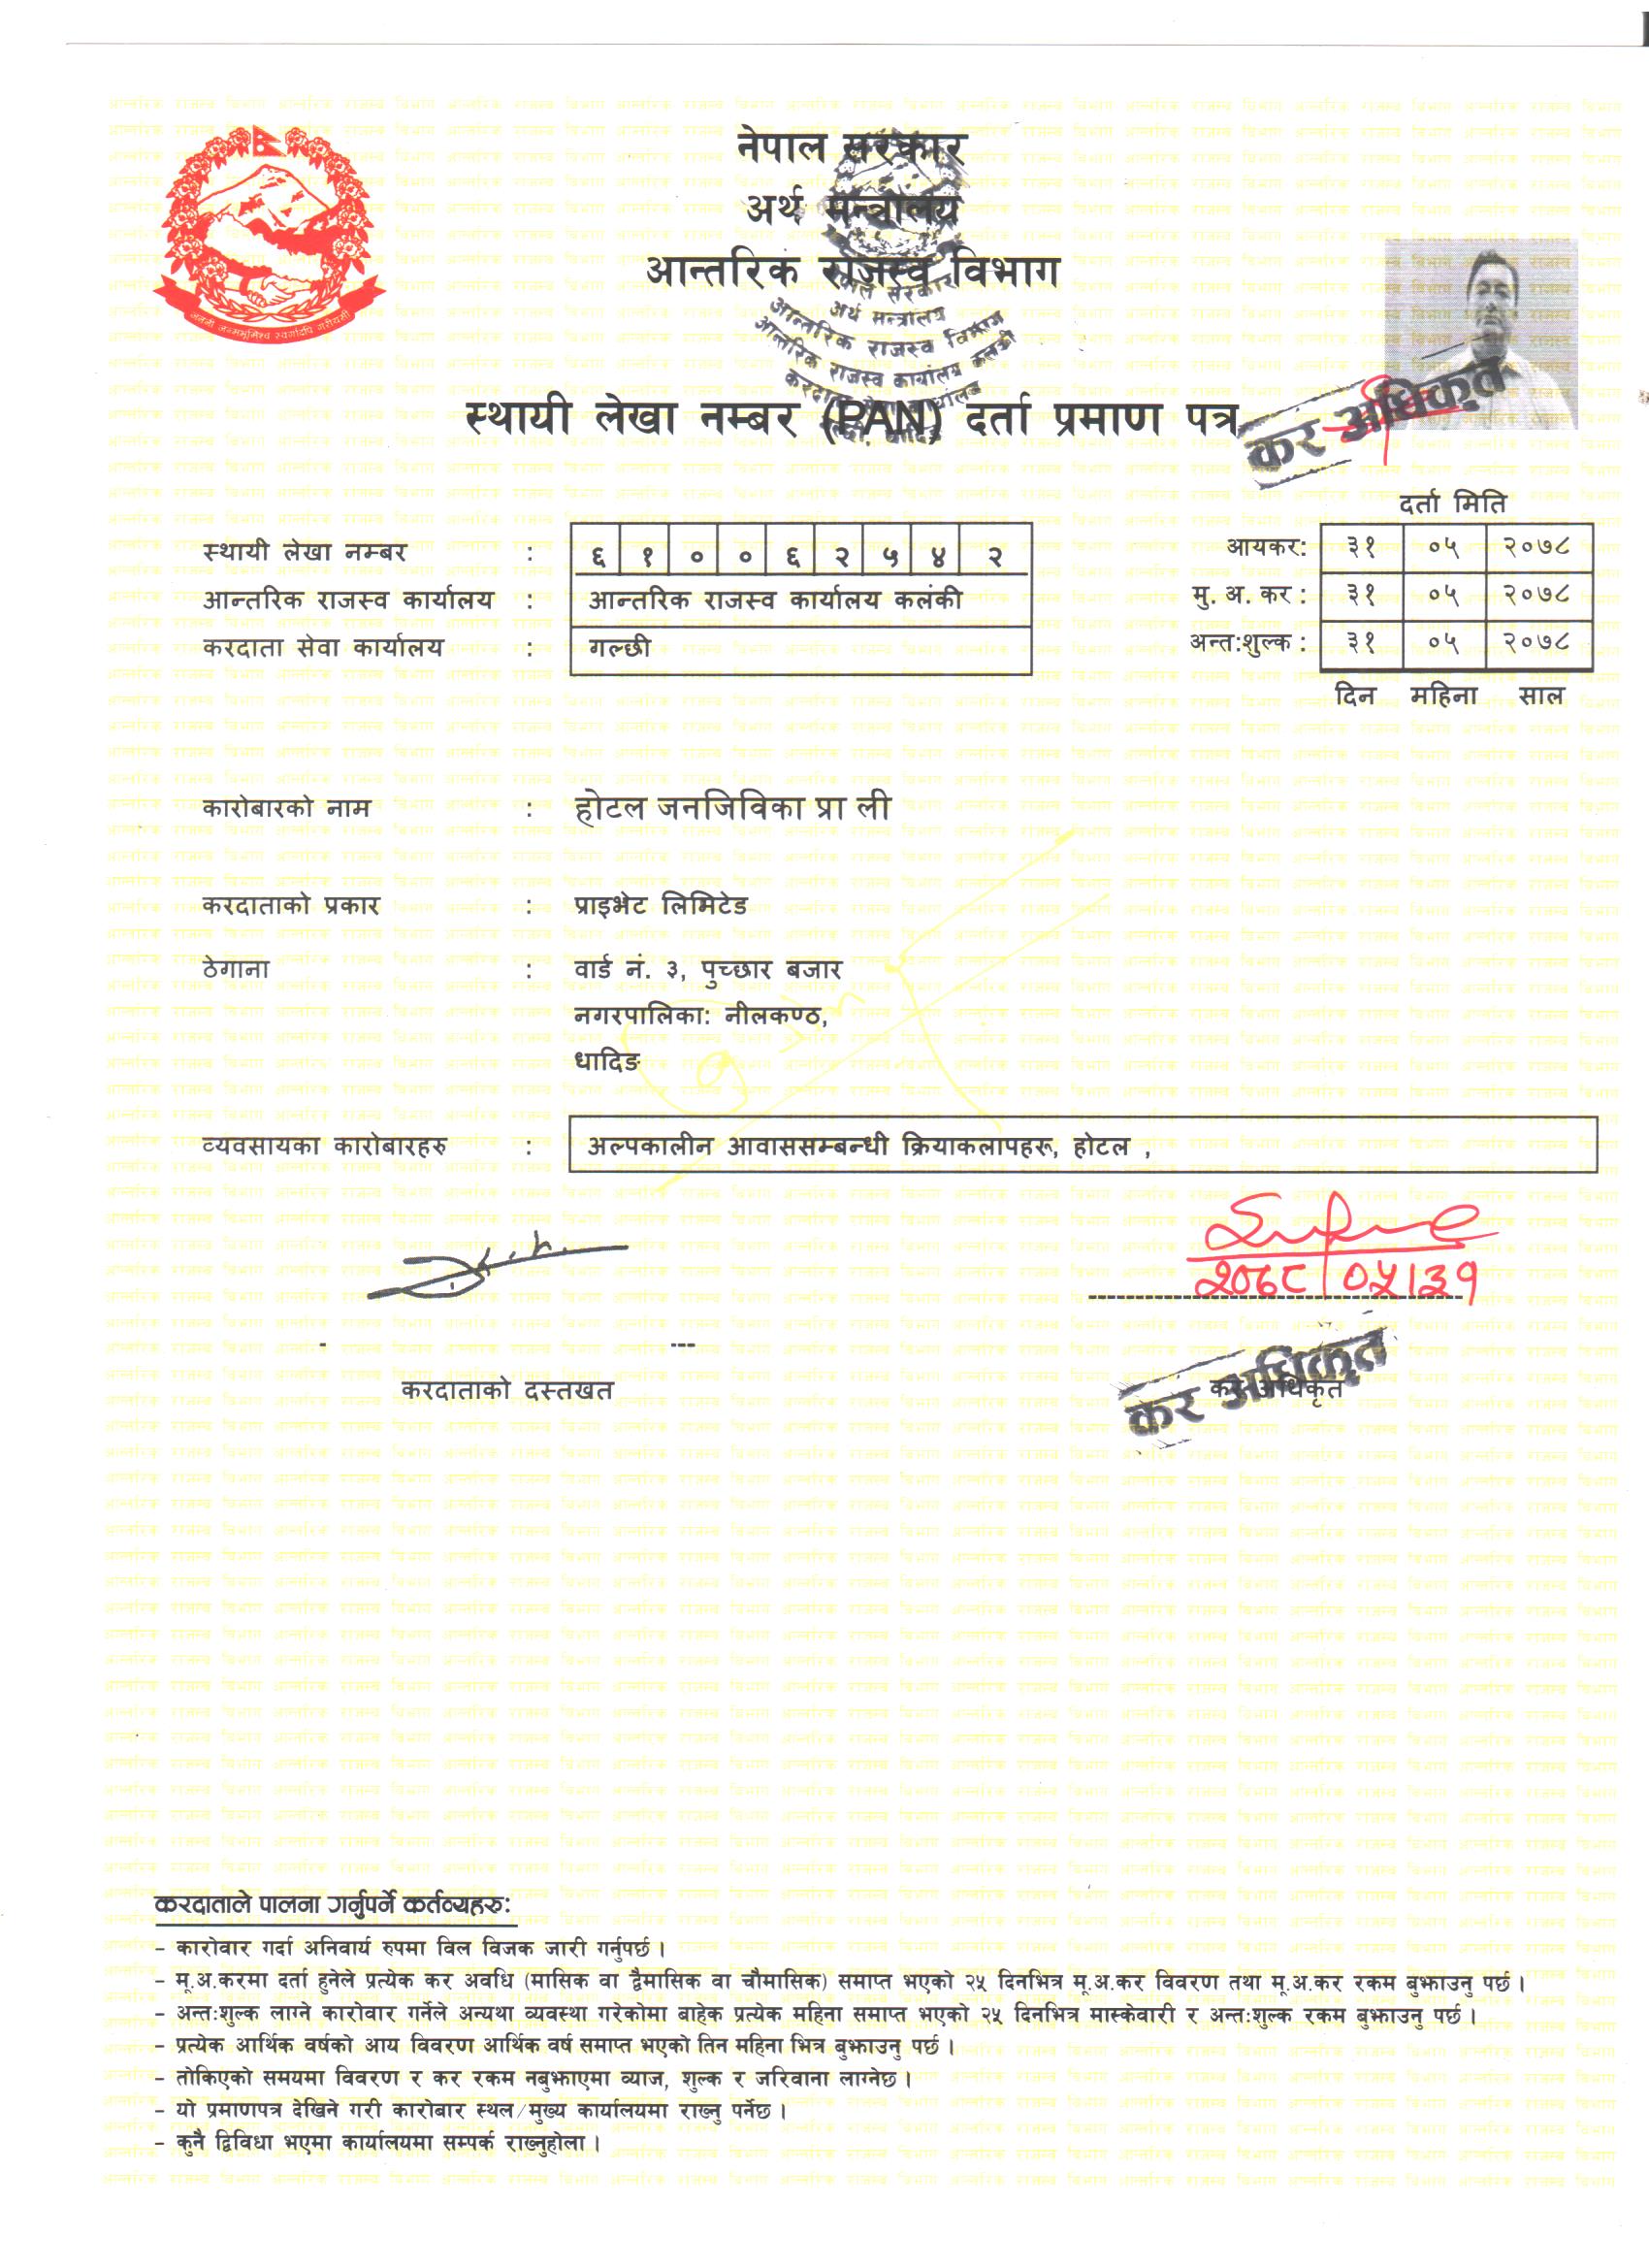 नेपाल सरकार
अर्थ मन्त्रालय
आन्तरिक राजस्व विभाग
नेपाल सरकार
अर्थ मन्त्रालय
आन्तरिक राजस्व विभाग
आन्तरिक राजस्व कार्यालय कलंकी
करदाता सेवा कार्यालय
स्थायी लेखा नम्बर (PAN) दर्ता प्रमाण पत्र
कर अधिकृत
दर्ता मिति
स्थायी लेखा नम्बर : ६ १ ० ० ६ २ ५ ४ २ आयकर: ३१ ०५ २०७८
आन्तरिक राजस्व कार्यालय : आन्तरिक राजस्व कार्यालय कलंकी मु. अ. कर : ३१ ०५ २०७८
करदाता सेवा कार्यालय : गल्छी अन्त:शुल्क : ३१ ०५ २०७८
दिन महिना साल
कारोबारको नाम : होटल जनजिविका प्रा ली
करदाताको प्रकार : प्राइभेट लिमिटेड
ठेगाना : वार्ड नं. ३, पुच्छार बजार
नगरपालिका: नीलकण्ठ,
धादिङ
व्यवसायका कारोबारहरु : अल्पकालीन आवाससम्बन्धी क्रियाकलापहरू, होटल ,
२०७८/०५/३१
करदाताको दस्तखत कर अधिकृत
कर अधिकृत
करदाताले पालना गर्नुपर्ने कर्तव्यहरु:
– कारोवार गर्दा अनिवार्य रुपमा विल विजक जारी गर्नुपर्छ ।
– मू.अ.करमा दर्ता हुनेले प्रत्येक कर अवधि (मासिक वा द्वैमासिक वा चौमासिक) समाप्त भएको २५ दिनभित्र मू.अ.कर विवरण तथा मू.अ.कर रकम बुझाउनु पर्छ ।
– अन्त:शुल्क लाग्ने कारोवार गर्नेले अन्यथा व्यवस्था गरेकोमा बाहेक प्रत्येक महिना समाप्त भएको २५ दिनभित्र मास्केवारी र अन्त:शुल्क रकम बुझाउनु पर्छ ।
– प्रत्येक आर्थिक वर्षको आय विवरण आर्थिक वर्ष समाप्त भएको तिन महिना भित्र बुझाउनु पर्छ ।
– तोकिएको समयमा विवरण र कर रकम नबुझाएमा व्याज, शुल्क र जरिवाना लाग्नेछ ।
– यो प्रमाणपत्र देखिने गरी कारोबार स्थल/मुख्य कार्यालयमा राख्नु पर्नेछ ।
– कुनै द्विविधा भएमा कार्यालयमा सम्पर्क राख्नुहोला ।